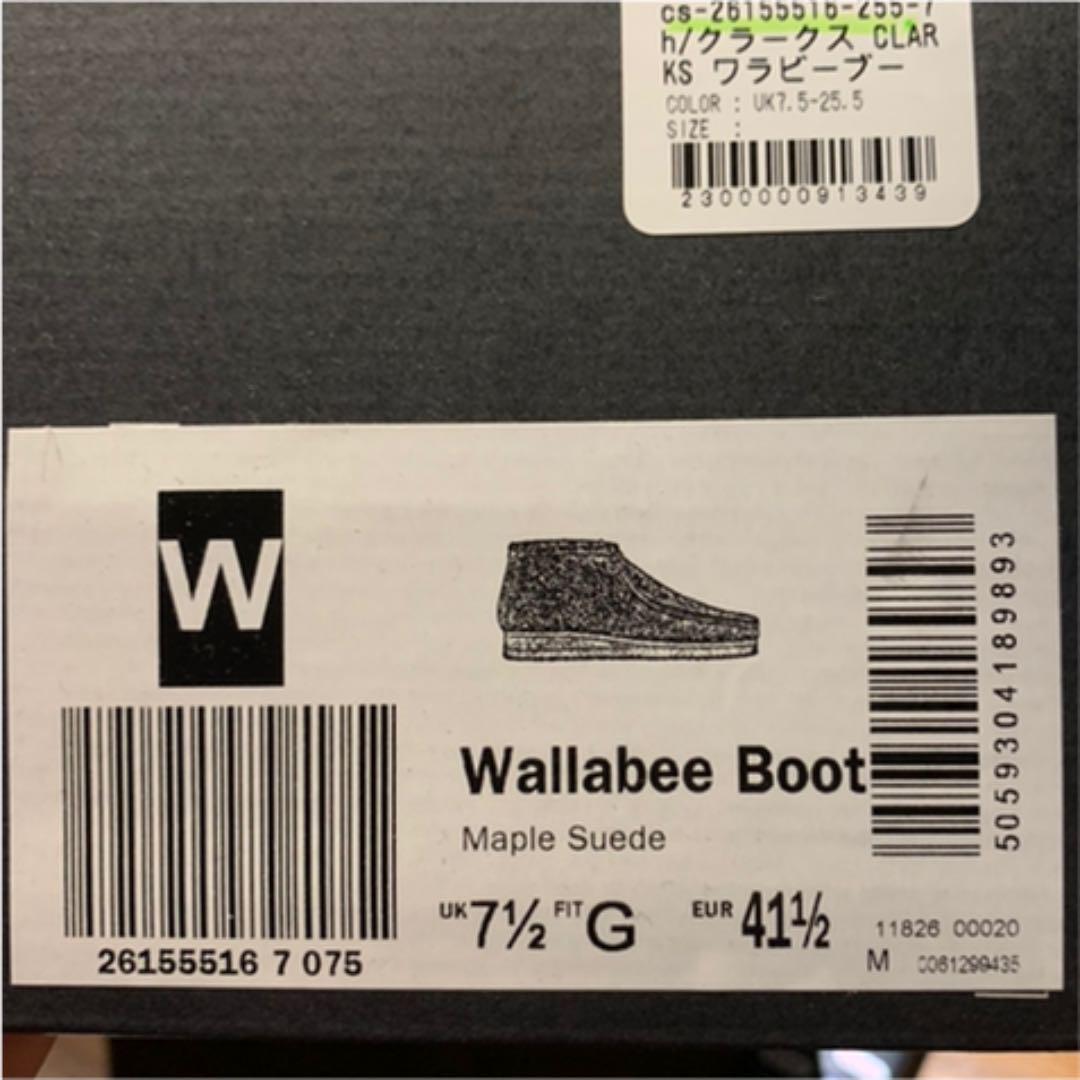 cs-26155516-255-7
h/クラークス CLAR
KS ワラビーブー
COLOR : UK7.5-25.5
SIZE :
2300000913439
W
5059304189893
Wallabee Boot
Maple Suede
UK 7½ FIT G EUR 41½
26155516 7 075
11826 00020
M 0061299435